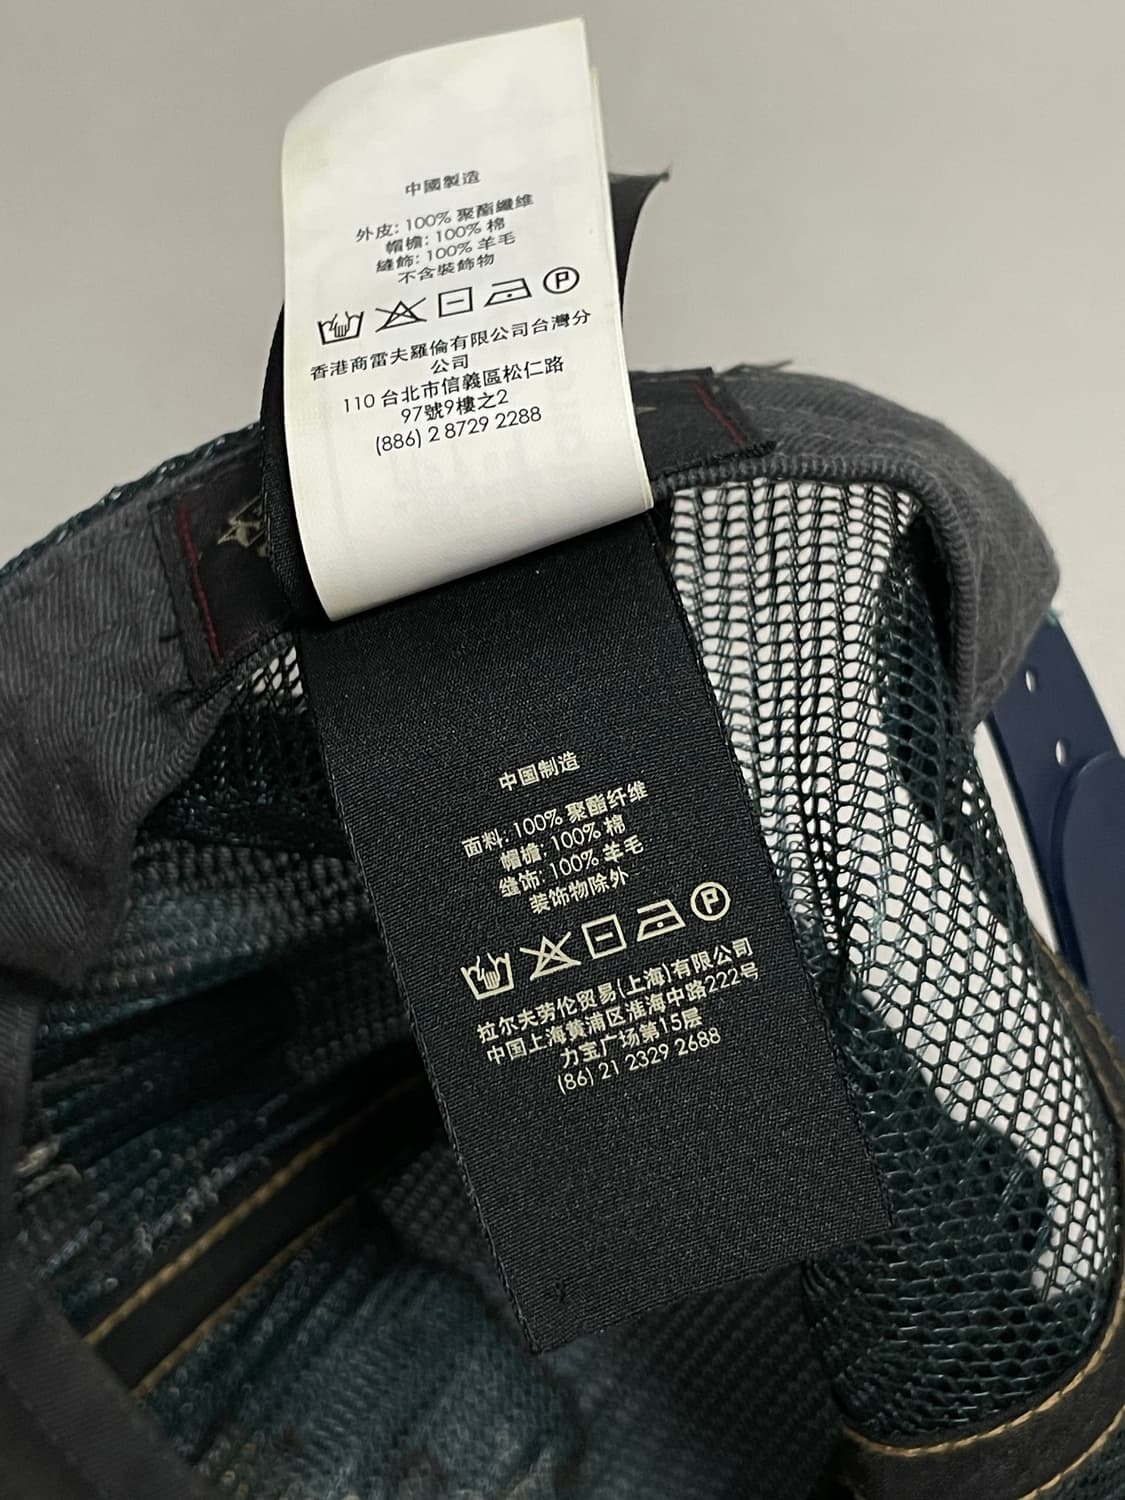 中國製造
外皮: 100% 聚酯纖維
帽檐: 100% 棉
縫飾: 100% 羊毛
不含裝飾物
P
香港商雷夫羅倫有限公司台灣分
公司
110 台北市信義區松仁路
97號9樓之2
(886) 2 8729 2288
中国制造
面料: 100% 聚酯纤维
帽檐: 100% 棉
缝饰: 100% 羊毛
装饰物除外
P
拉尔夫劳伦贸易(上海)有限公司
中国上海黄浦区淮海中路222号
力宝广场第15层
(86) 21 2329 2688